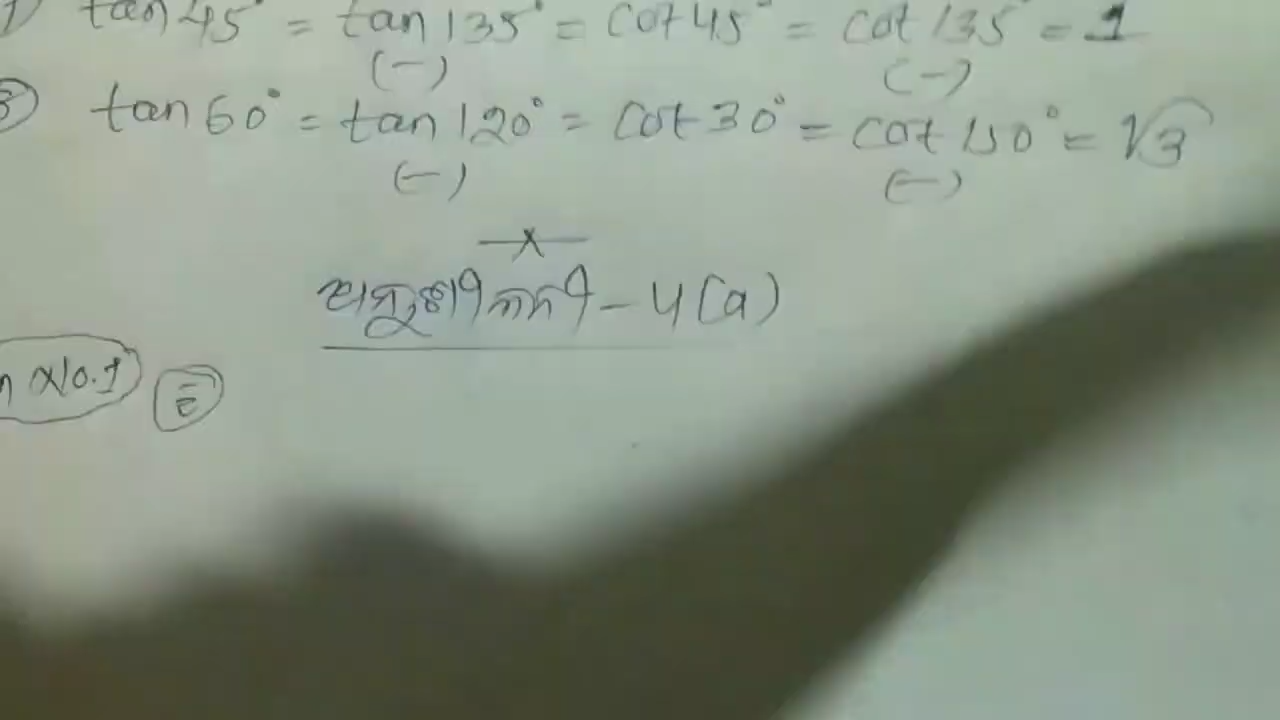 tan 45° = tan 135° = cot 45° = cot 135° = 1
(-) (-)
tan 60° = tan 120° = cot 30° = cot 150° = √3
(-) (-)
ଅନୁଶୀଳନୀ - 4(a)
No. 1 i